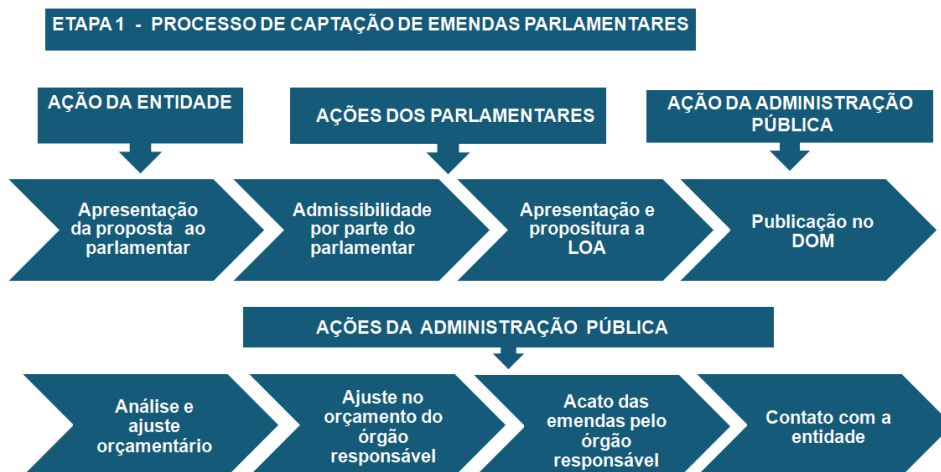 ETAPA 1 - PROCESSO DE CAPTAÇÃO DE EMENDAS PARLAMENTARES
AÇÃO DA ENTIDADE
AÇÕES DOS PARLAMENTARES
AÇÃO DA ADMINISTRAÇÃO
PÚBLICA
Apresentação
da proposta ao
parlamentar
Admissibilidade
por parte do
parlamentar
Apresentação e
propositura a
LOA
Publicação no
DOM
AÇÕES DA ADMINISTRAÇÃO PÚBLICA
Análise e
ajuste
orçamentário
Ajuste no
orçamento do
órgão
responsável
Acato das
emendas pelo
órgão
responsável
Contato com a
entidade